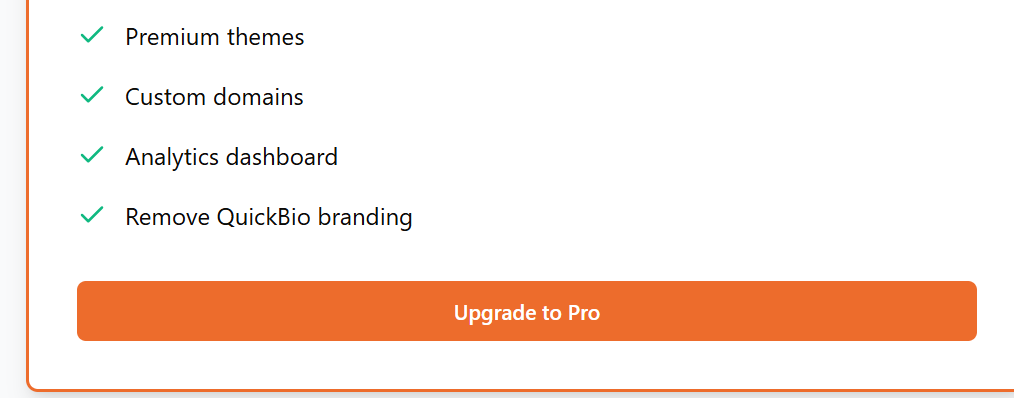 Premium themes
Custom domains
Analytics dashboard
Remove QuickBio branding
Upgrade to Pro